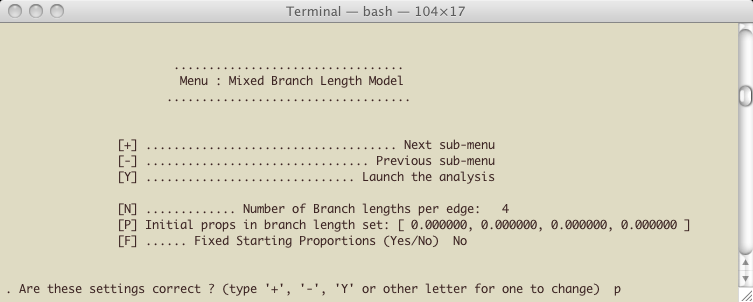 Terminal — bash — 104×17
.................................
Menu : Mixed Branch Length Model
...................................
[+] .................................... Next sub-menu
[-] ................................ Previous sub-menu
[Y] .............................. Launch the analysis
[N] ............. Number of Branch lengths per edge: 4
[P] Initial props in branch length set: [ 0.000000, 0.000000, 0.000000, 0.000000 ]
[F] ...... Fixed Starting Proportions (Yes/No) No
. Are these settings correct ? (type '+', '-', 'Y' or other letter for one to change) p